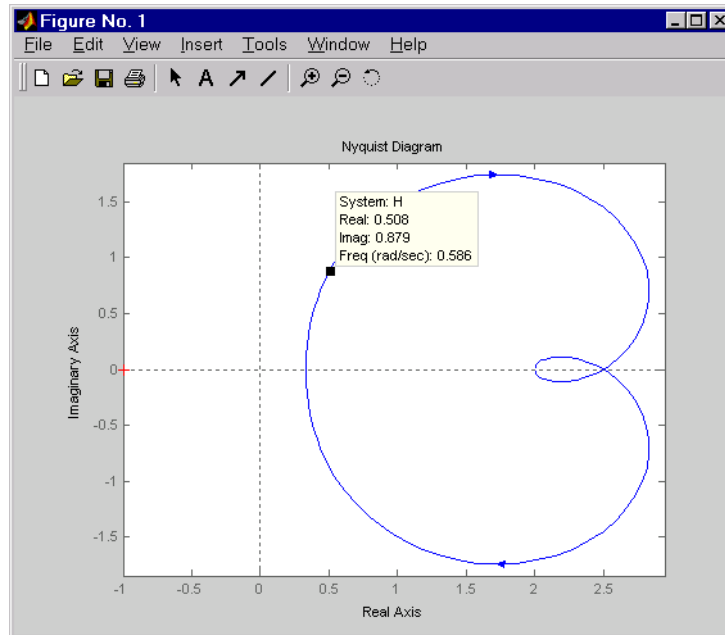 Figure No. 1
File Edit View Insert Tools Window Help
A
Nyquist Diagram
System: H
Real: 0.508
Imag: 0.879
Freq (rad/sec): 0.586
Imaginary Axis
1.5
1
0.5
0
-0.5
-1
-1.5
-1 -0.5 0 0.5 1 1.5 2 2.5
Real Axis